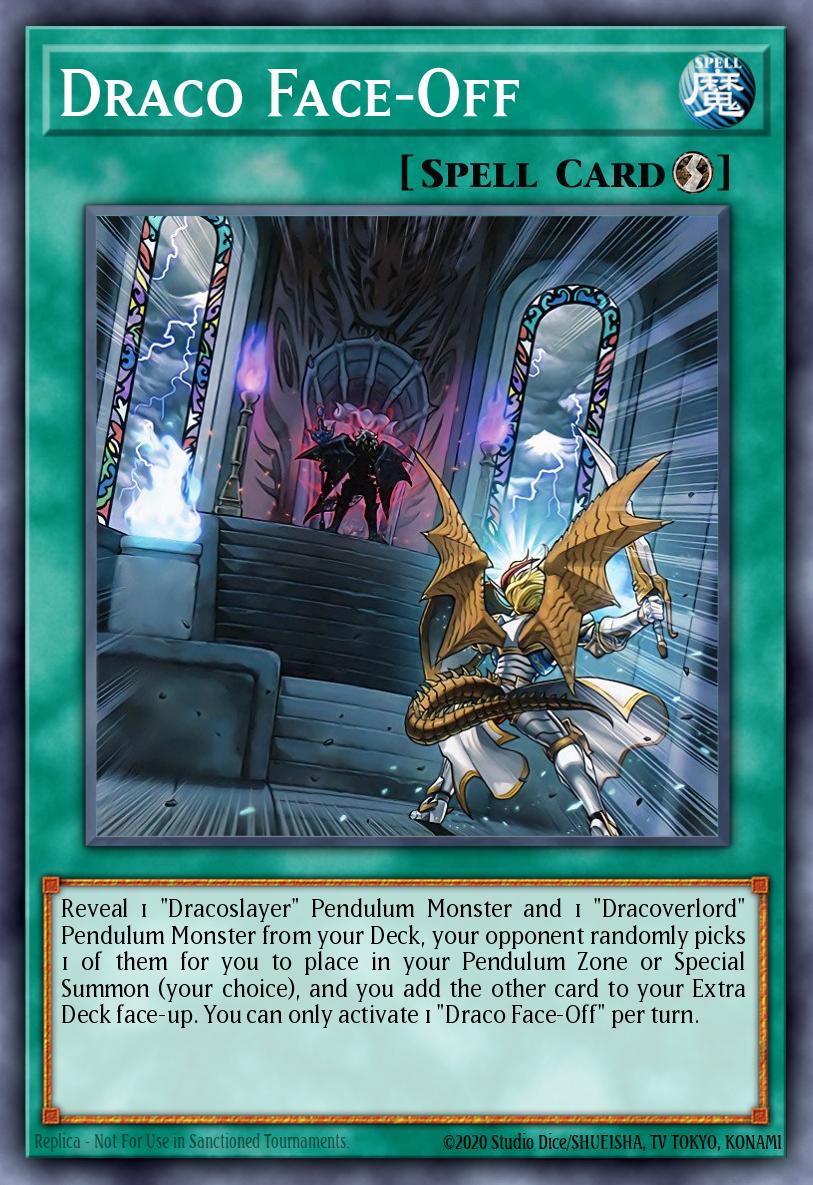 Draco Face-Off
SPELL
魔
[Spell Card]
Reveal 1 "Dracoslayer" Pendulum Monster and 1 "Dracoverlord"
Pendulum Monster from your Deck, your opponent randomly picks
1 of them for you to place in your Pendulum Zone or Special
Summon (your choice), and you add the other card to your Extra
Deck face-up. You can only activate 1 "Draco Face-Off" per turn.
Replica - Not For Use in Sanctioned Tournaments.
©2020 Studio Dice/SHUEISHA, TV TOKYO, KONAMI